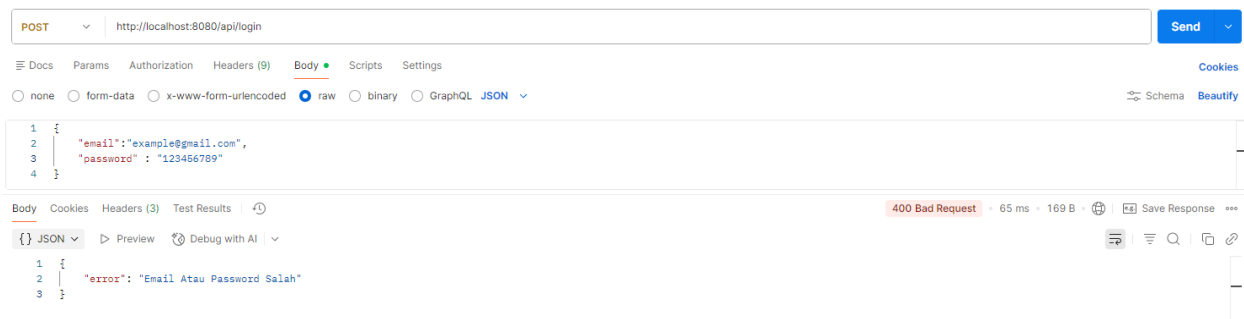 POST http://localhost:8080/api/login Send
Docs Params Authorization Headers (9) Body Scripts Settings Cookies
none form-data x-www-form-urlencoded raw binary GraphQL JSON Schema Beautify
1 {
2 "email":"example@gmail.com",
3 "password" : "123456789"
4 }
Body Cookies Headers (3) Test Results 400 Bad Request • 65 ms • 169 B • e.g. Save Response
{} JSON Preview Debug with AI
1 {
2 "error": "Email Atau Password Salah"
3 }